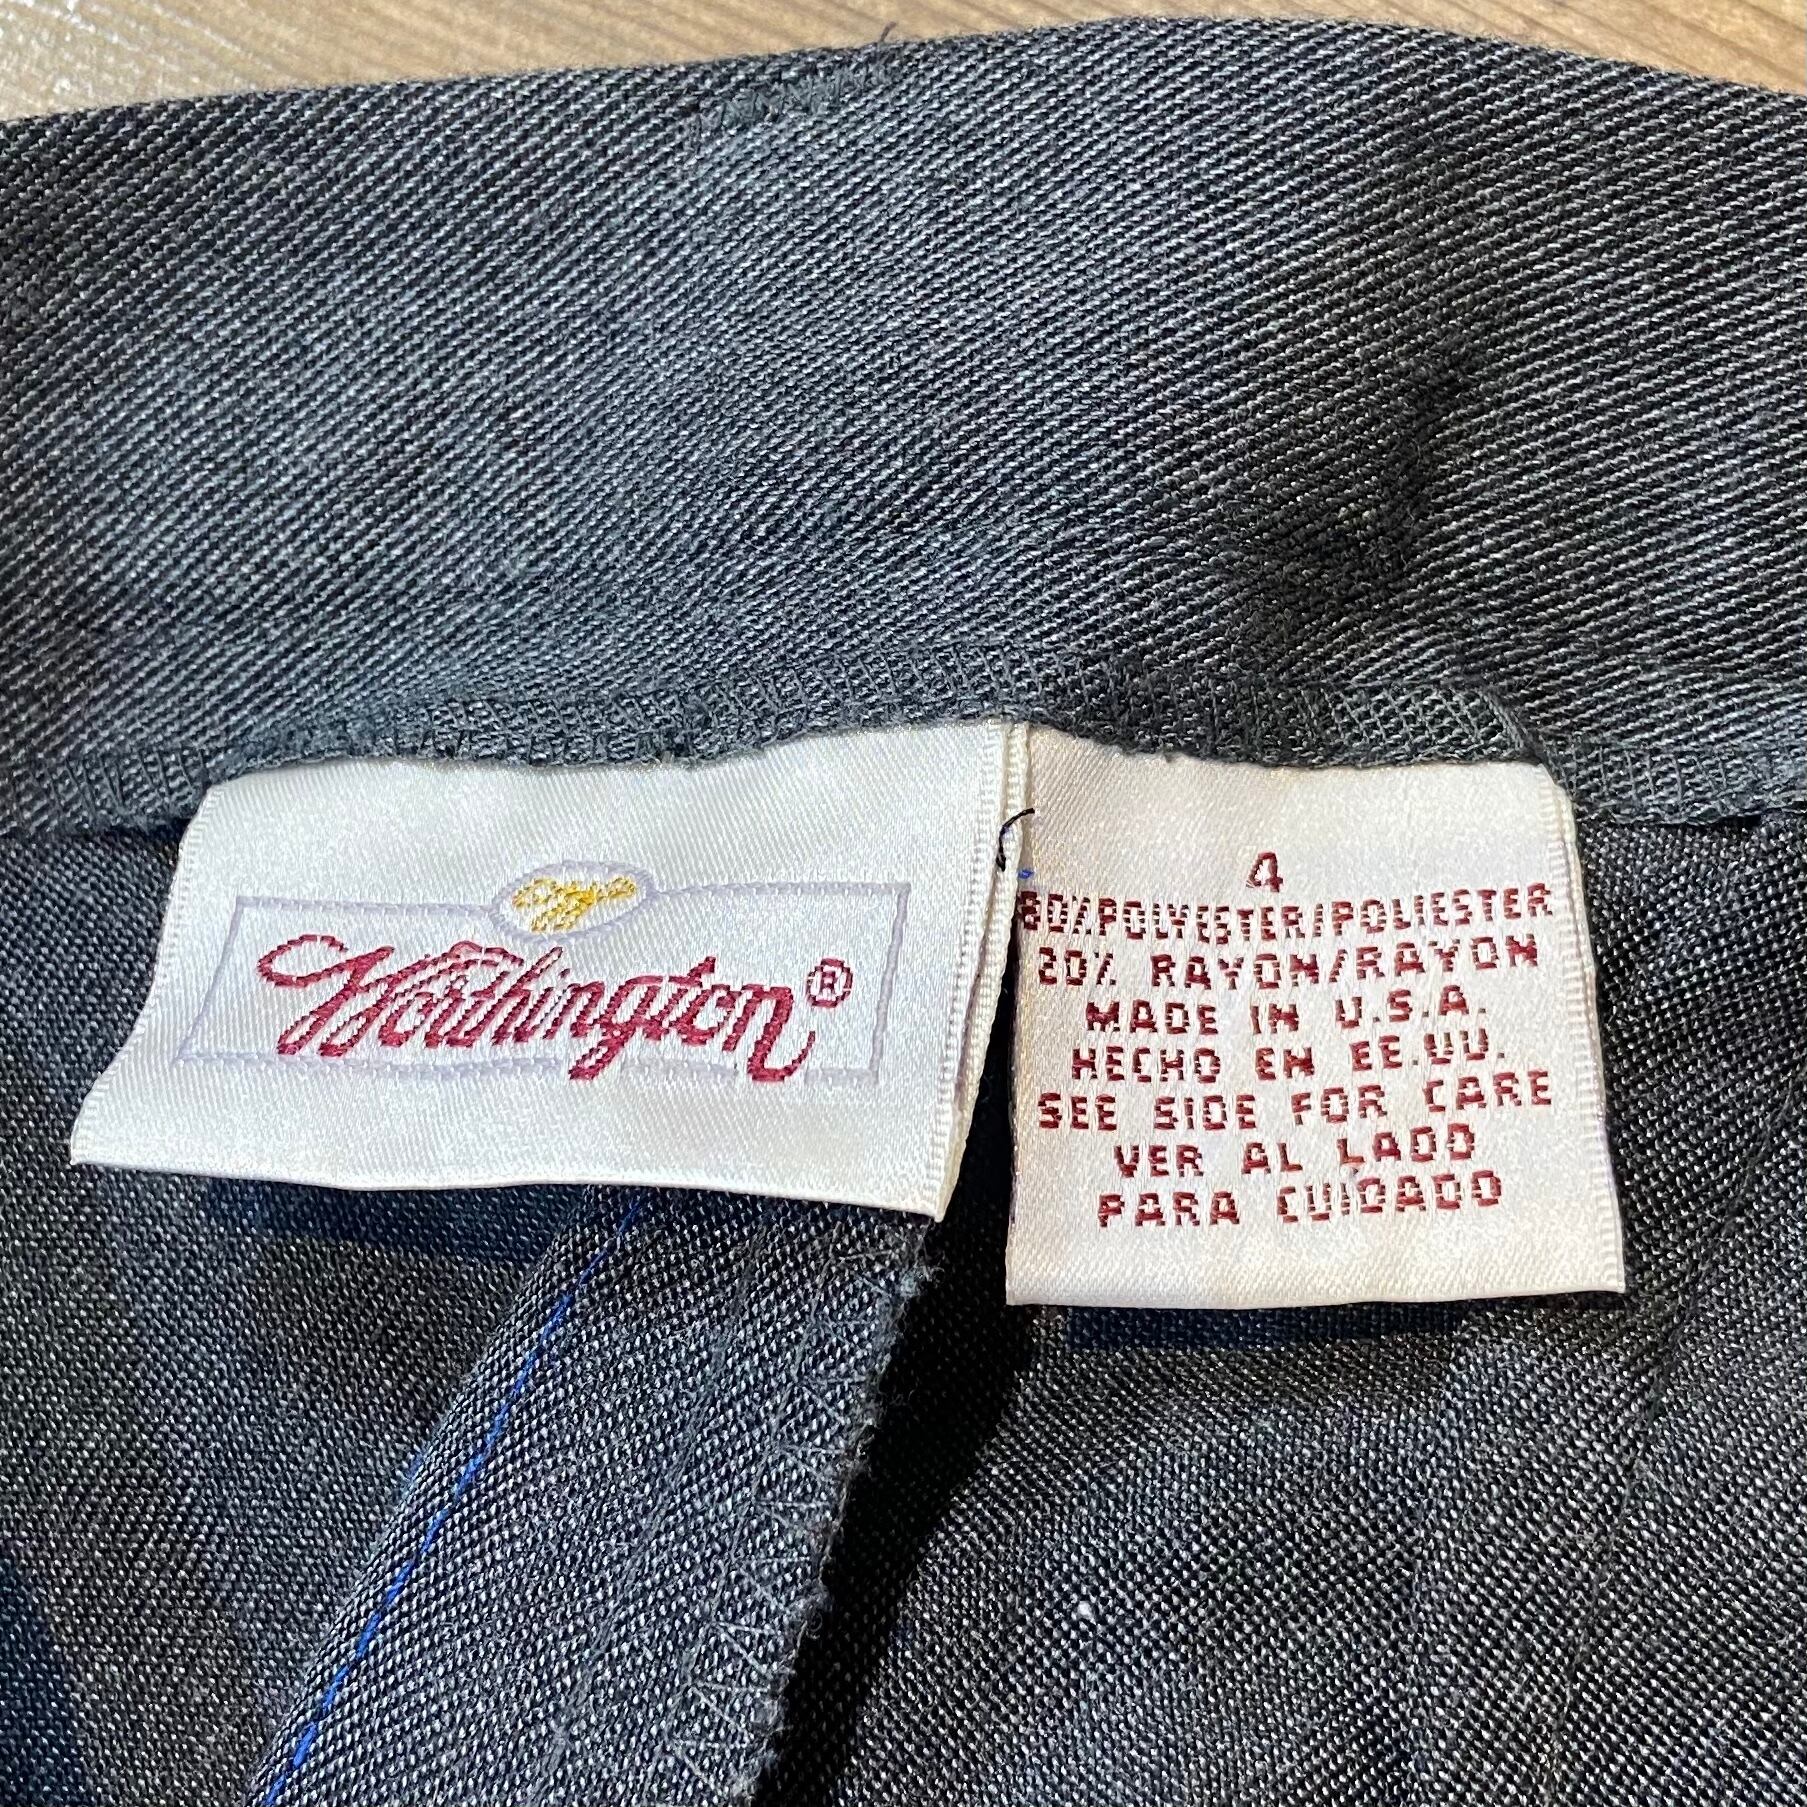 Worthington®
4
80% POLYESTER/POLIESTER
20% RAYON/RAYON
MADE IN U.S.A.
HECHO EN EE.UU.
SEE SIDE FOR CARE
VER AL LADO
PARA CUIDADO